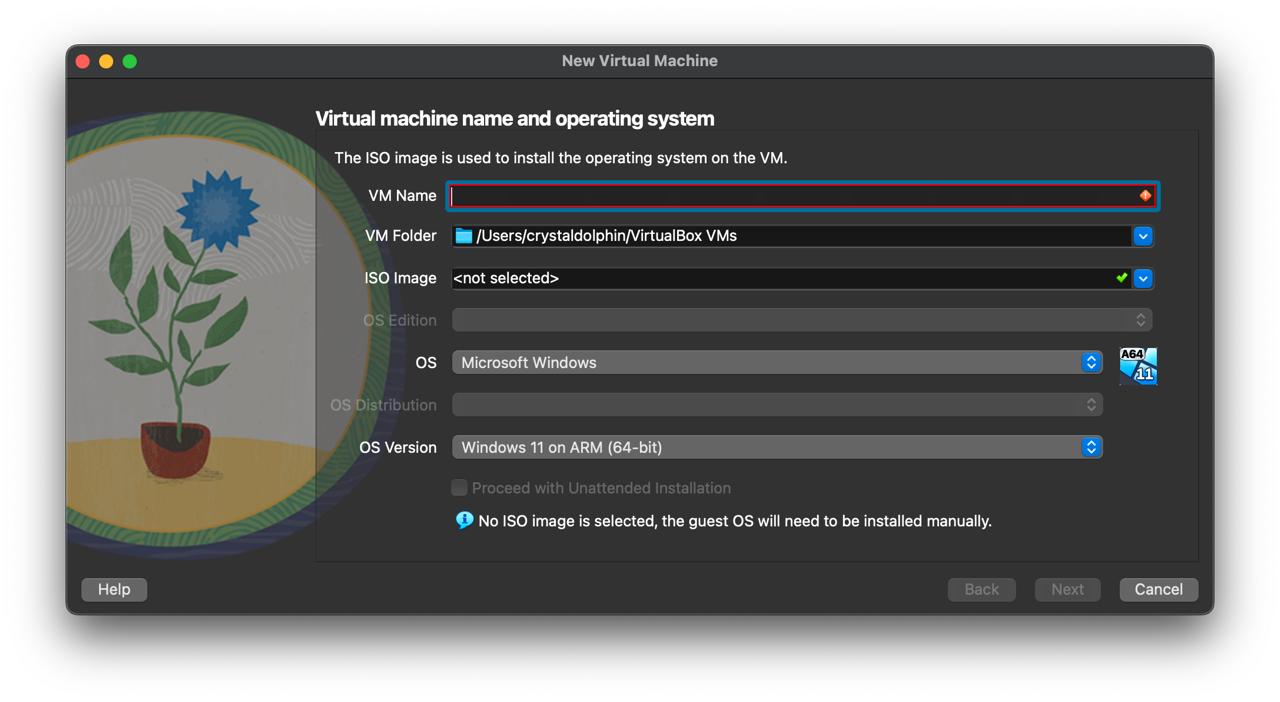 New Virtual Machine
Virtual machine name and operating system
The ISO image is used to install the operating system on the VM.
VM Name
VM Folder /Users/crystaldolphin/VirtualBox VMs
ISO Image <not selected>
OS Edition
OS Microsoft Windows
A64
11
OS Distribution
OS Version Windows 11 on ARM (64-bit)
Proceed with Unattended Installation
No ISO image is selected, the guest OS will need to be installed manually.
Help Back Next Cancel